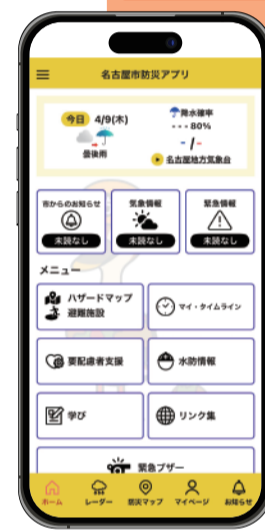 名古屋市防災アプリ
今日 4/9(木)
曇後雨
降水確率
---80%
- / -
名古屋地方気象台
市からのお知らせ
未読なし
気象情報
未読なし
緊急情報
未読なし
メニュー
ハザードマップ
避難施設
マイ・タイムライン
要配慮者支援
水防情報
学び
リンク集
緊急ブザー
ホーム
レーダー
防災マップ
マイページ
お知らせ